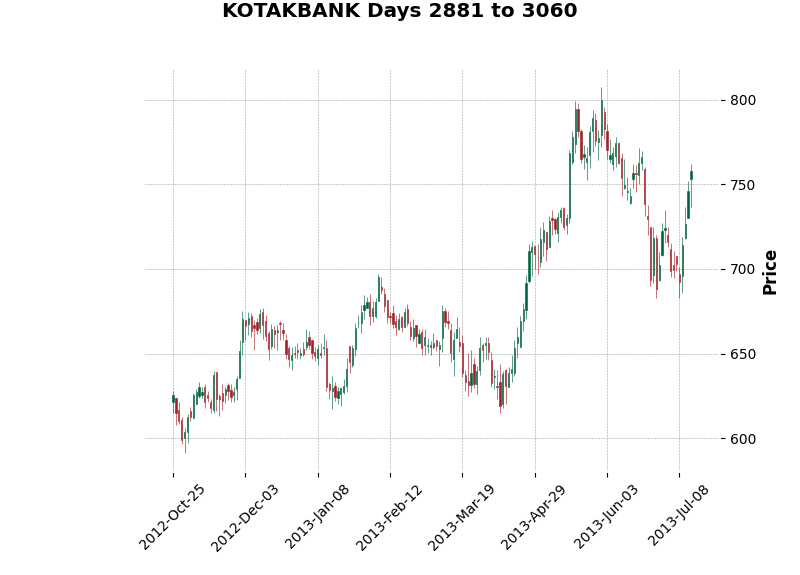 KOTAKBANK Days 2881 to 3060
800
750
700
650
600
Price
2012-Oct-25
2012-Dec-03
2013-Jan-08
2013-Feb-12
2013-Mar-19
2013-Apr-29
2013-Jun-03
2013-Jul-08